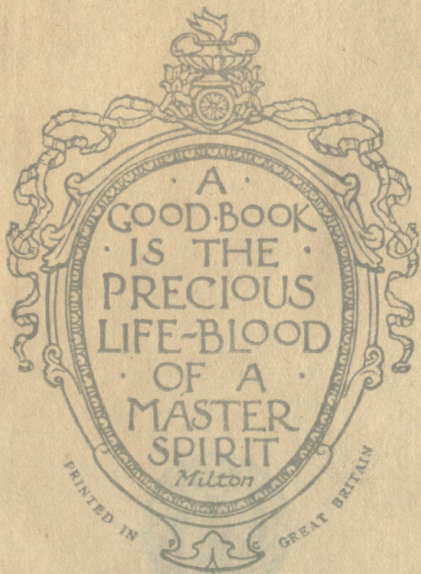 · A ·
GOOD·BOOK
· IS THE ·
PRECIOUS
LIFE-BLOOD
· OF A ·
MASTER
SPIRIT
Milton
PRINTED IN GREAT BRITAIN
F C